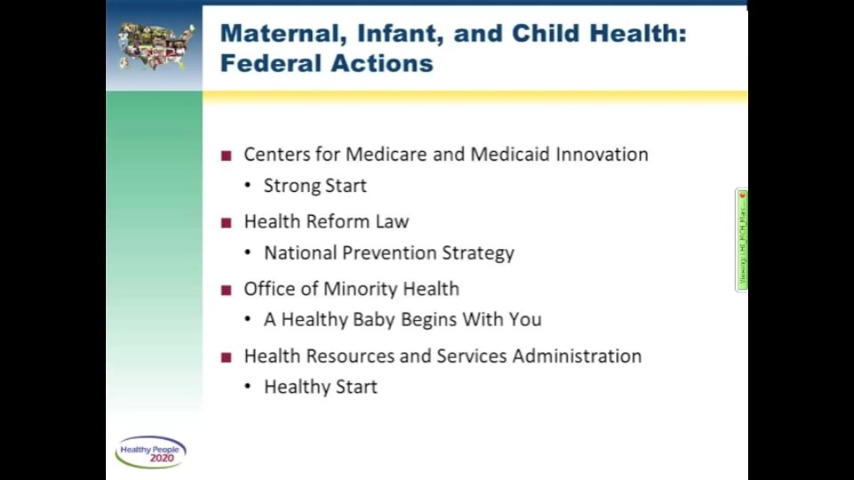 Maternal, Infant, and Child Health:
Federal Actions
■ Centers for Medicare and Medicaid Innovation
• Strong Start
■ Health Reform Law
• National Prevention Strategy
■ Office of Minority Health
• A Healthy Baby Begins With You
■ Health Resources and Services Administration
• Healthy Start
Healthy People
2020